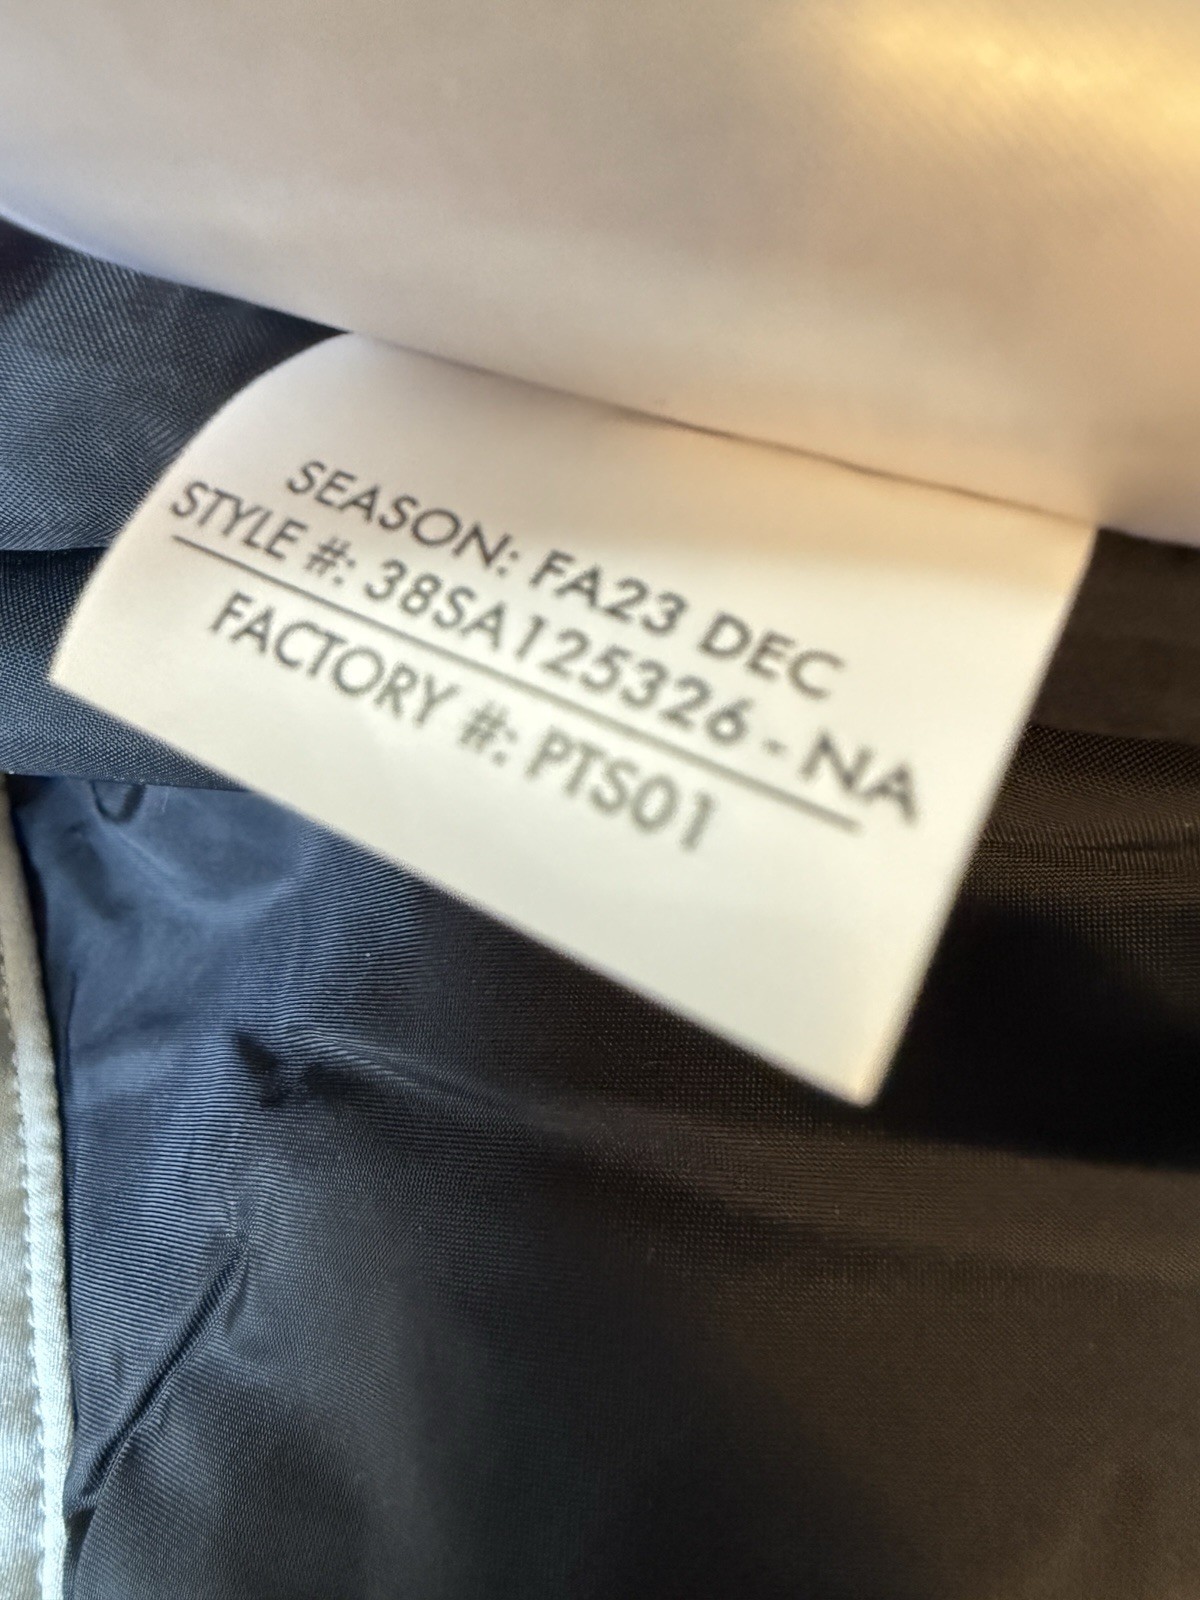 SEASON: FA23 DEC
STYLE #: 38SA125326 - NA
FACTORY #: PTS01